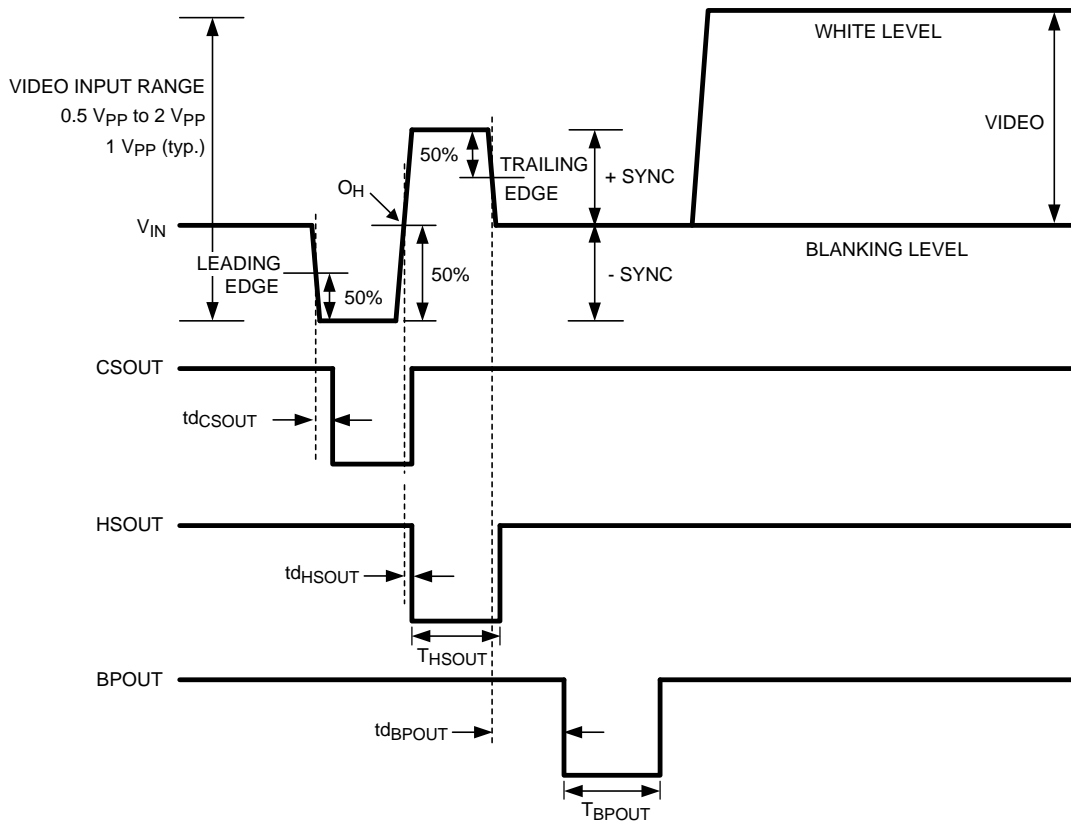 WHITE LEVEL
VIDEO INPUT RANGE
0.5 VPP to 2 VPP
1 VPP (typ.)
VIDEO
50%
TRAILING
EDGE
+ SYNC
OH
VIN
BLANKING LEVEL
LEADING
EDGE
50%
50%
- SYNC
CSOUT
tdCSOUT
HSOUT
tdHSOUT
THSOUT
BPOUT
tdBPOUT
TBPOUT